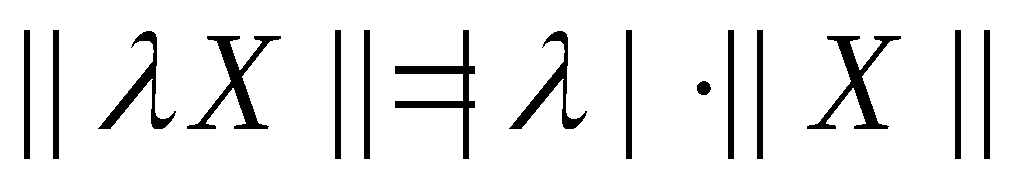 ‖ λX ‖=| λ | ·‖ X ‖